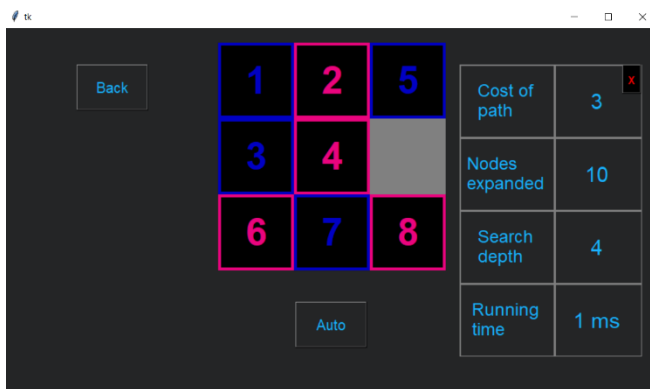 tk
Back
1 2 5
3 4
6 7 8
Auto
X
Cost of
path
3
Nodes
expanded
10
Search
depth
4
Running
time
1 ms